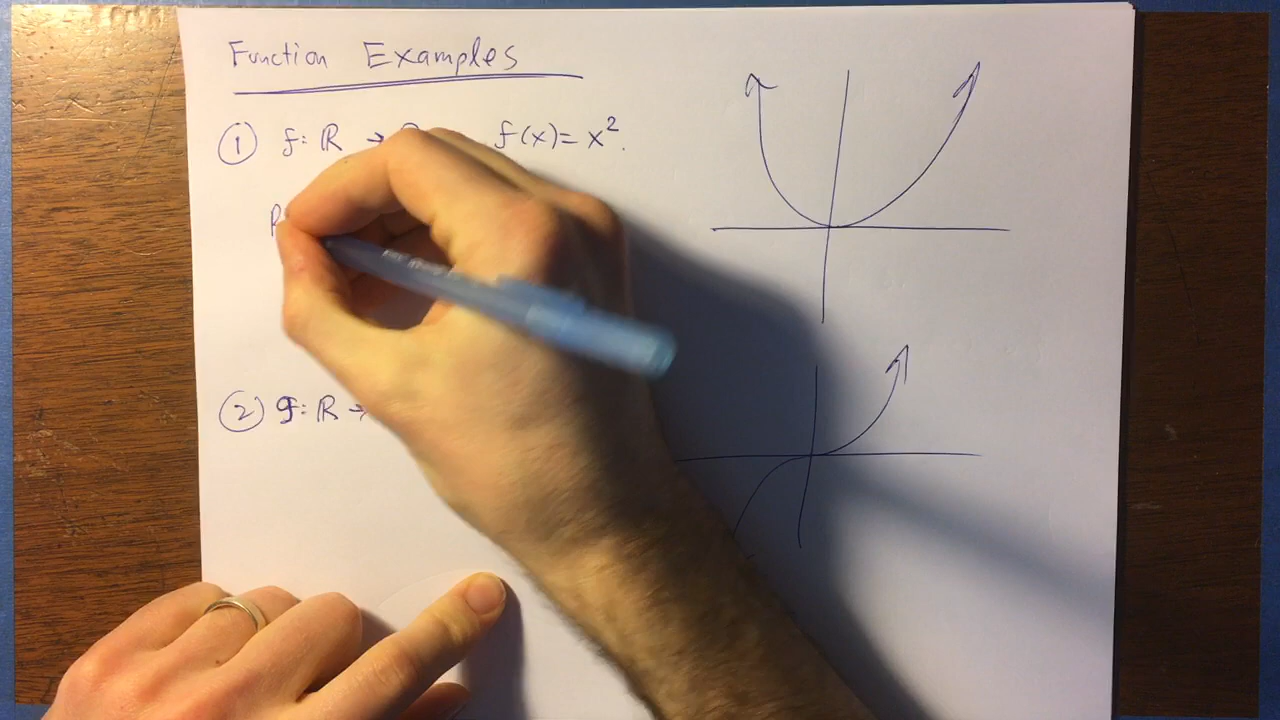 Function Examples
① f: ℝ → f(x) = x².
② g: ℝ →